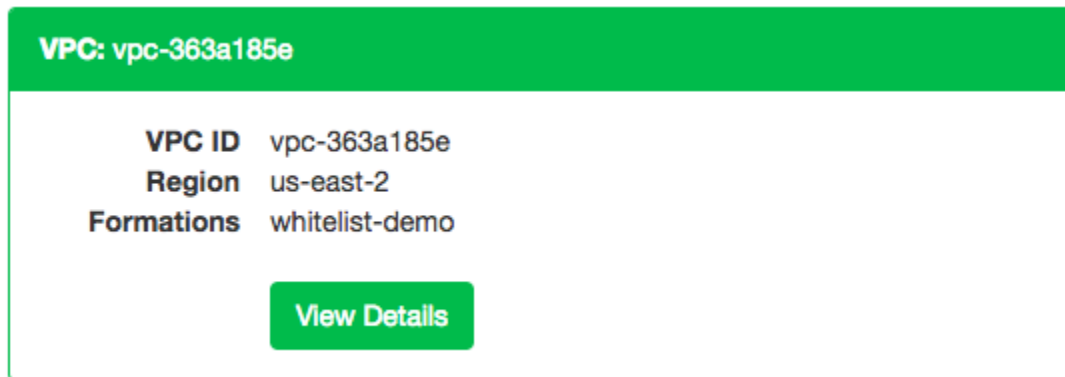 VPC: vpc-363a185e
VPC ID vpc-363a185e
Region us-east-2
Formations whitelist-demo
View Details